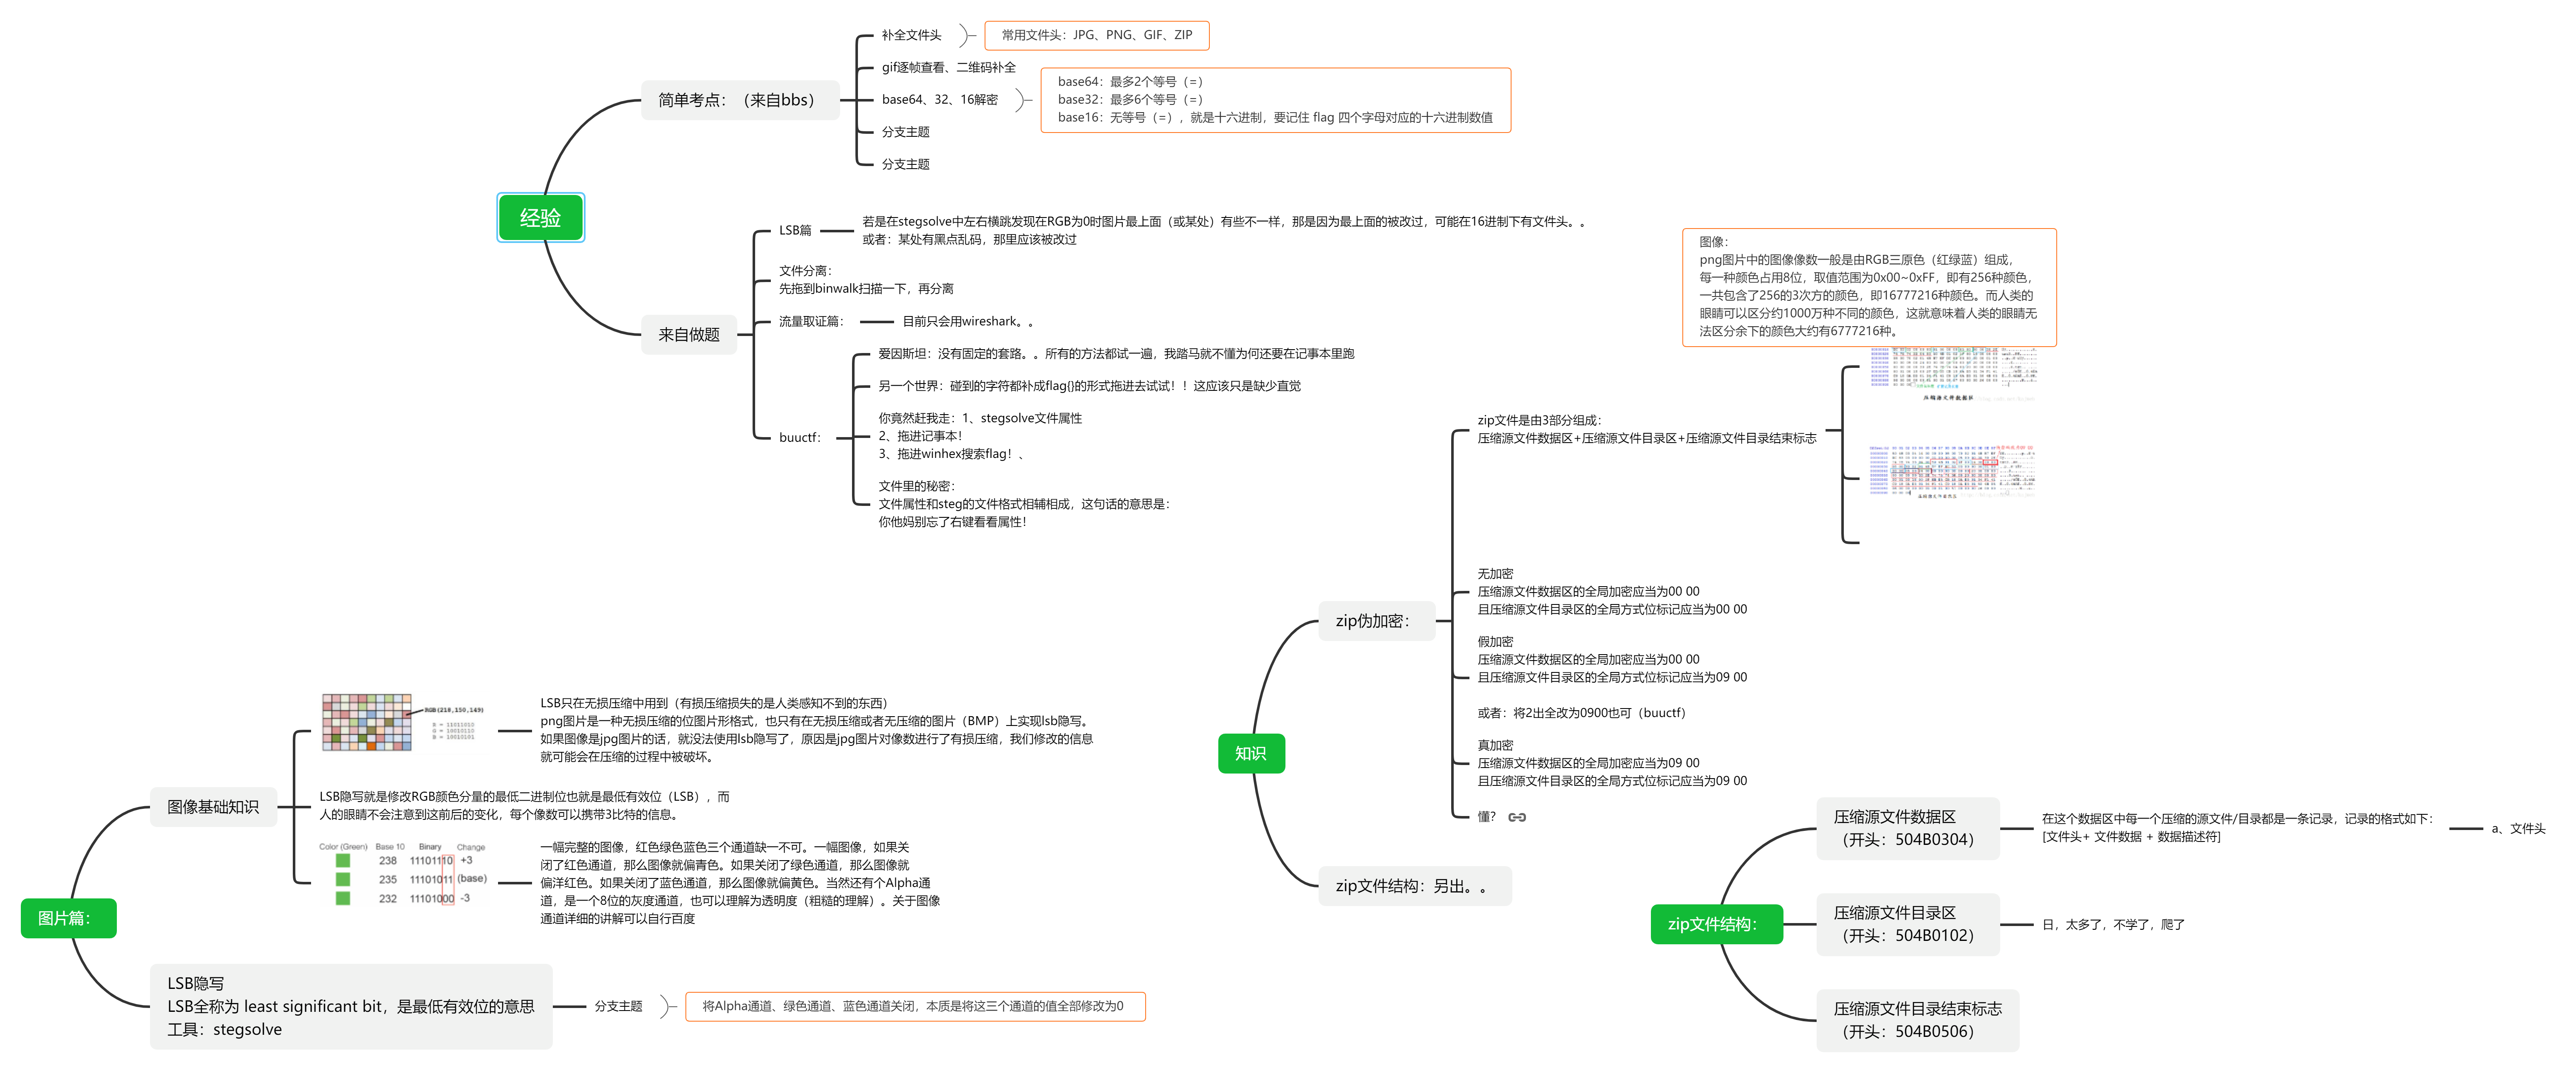 经验
简单考点：（来自bbs）
补全文件头
常用文件头：JPG、PNG、GIF、ZIP
gif逐帧查看、二维码补全
base64、32、16解密
base64：最多2个等号（=）
base32：最多6个等号（=）
base16：无等号（=），就是十六进制，要记住 flag 四个字母对应的十六进制数值
分支主题
分支主题
来自做题
LSB篇
若是在stegsolve中左右横跳发现在RGB为0时图片最上面（或某处）有些不一样，那是因为最上面的被改过，可能在16进制下有文件头。。
或者：某处有黑点乱码，那里应该被改过
文件分离：
先拖到binwalk扫描一下，再分离
流量取证篇：
目前只会用wireshark。。
buuctf：
爱因斯坦：没有固定的套路。。所有的方法都试一遍，我踏马就不懂为何还要在记事本里跑
另一个世界：碰到的字符都补成flag{}的形式拖进去试试！！这应该只是缺少直觉
你竟然赶我走：1、stegsolve文件属性
2、拖进记事本！
3、拖进winhex搜索flag！、
文件里的秘密：
文件属性和steg的文件格式相辅相成，这句话的意思是：
你他妈别忘了右键看看属性！
图片篇：
图像基础知识
RGB(218,150,149)
R = 11011010
G = 10010110
B = 10010101
LSB只在无损压缩中用到（有损压缩损失的是人类感知不到的东西）
png图片是一种无损压缩的位图片形格式，也只有在无损压缩或者无压缩的图片（BMP）上实现lsb隐写。
如果图像是jpg图片的话，就没法使用lsb隐写了，原因是jpg图片对像数进行了有损压缩，我们修改的信息
就可能会在压缩的过程中被破坏。
LSB隐写就是修改RGB颜色分量的最低二进制位也就是最低有效位（LSB），而
人的眼睛不会注意到这前后的变化，每个像数可以携带3比特的信息。
Color (Green) Base 10 Binary Change
238 11101110 +3
235 11101011 (base)
232 11101000 -3
一幅完整的图像，红色绿色蓝色三个通道缺一不可。一幅图像，如果关
闭了红色通道，那么图像就偏青色。如果关闭了绿色通道，那么图像就
偏洋红色。如果关闭了蓝色通道，那么图像就偏黄色。当然还有个Alpha通
道，是一个8位的灰度通道，也可以理解为透明度（粗糙的理解）。关于图像
通道详细的讲解可以自行百度
LSB隐写
LSB全称为 least significant bit，是最低有效位的意思
工具：stegsolve
分支主题
将Alpha通道、绿色通道、蓝色通道关闭，本质是将这三个通道的值全部修改为0
知识
zip伪加密：
zip文件是由3部分组成：
压缩源文件数据区+压缩源文件目录区+压缩源文件目录结束标志
图像：
png图片中的图像像数一般是由RGB三原色（红绿蓝）组成，
每一种颜色占用8位，取值范围为0x00~0xFF，即有256种颜色，
一共包含了256的3次方的颜色，即16777216种颜色。而人类的
眼睛可以区分约1000万种不同的颜色，这就意味着人类的眼睛无
法区分余下的颜色大约有6777216种。
压缩源文件数据区
无加密
压缩源文件数据区的全局加密应当为00 00
且压缩源文件目录区的全局方式位标记应当为00 00
假加密
压缩源文件数据区的全局加密应当为00 00
且压缩源文件目录区的全局方式位标记应当为09 00
或者：将2出全改为0900也可（buuctf）
真加密
压缩源文件数据区的全局加密应当为09 00
且压缩源文件目录区的全局方式位标记应当为09 00
懂？
zip文件结构：另出。。
zip文件结构：
压缩源文件数据区
（开头：504B0304）
在这个数据区中每一个压缩的源文件/目录都是一条记录，记录的格式如下：
[文件头+ 文件数据 + 数据描述符]
a、文件头
压缩源文件目录区
（开头：504B0102）
日，太多了，不学了，爬了
压缩源文件目录结束标志
（开头：504B0506）